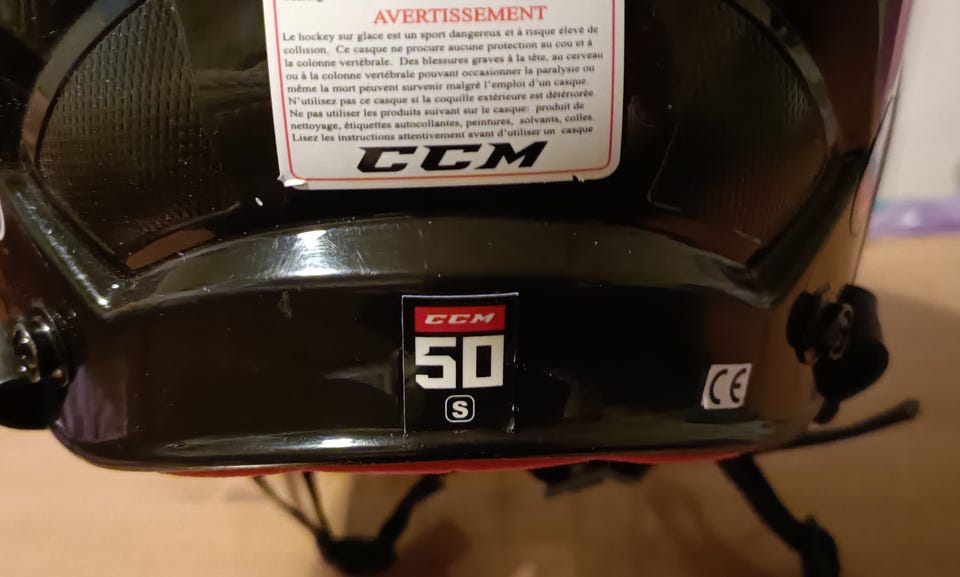 AVERTISSEMENT
Le hockey sur glace est un sport dangereux et à risque élevé de
collision. Ce casque ne procure aucune protection au cou et à
la colonne vertébrale. Des blessures graves à la tête, au cerveau
ou à la colonne vertébrale pouvant occasionner la paralysie ou
même la mort peuvent survenir malgré l'emploi d'un casque.
N'utilisez pas ce casque si la coquille extérieure est détériorée.
Ne pas utiliser les produits suivant sur le casque: produit de
nettoyage, étiquettes autocollantes, peintures, solvants, colles.
Lisez les instructions attentivement avant d'utiliser un casque
CCM
CCM
50
S
CE